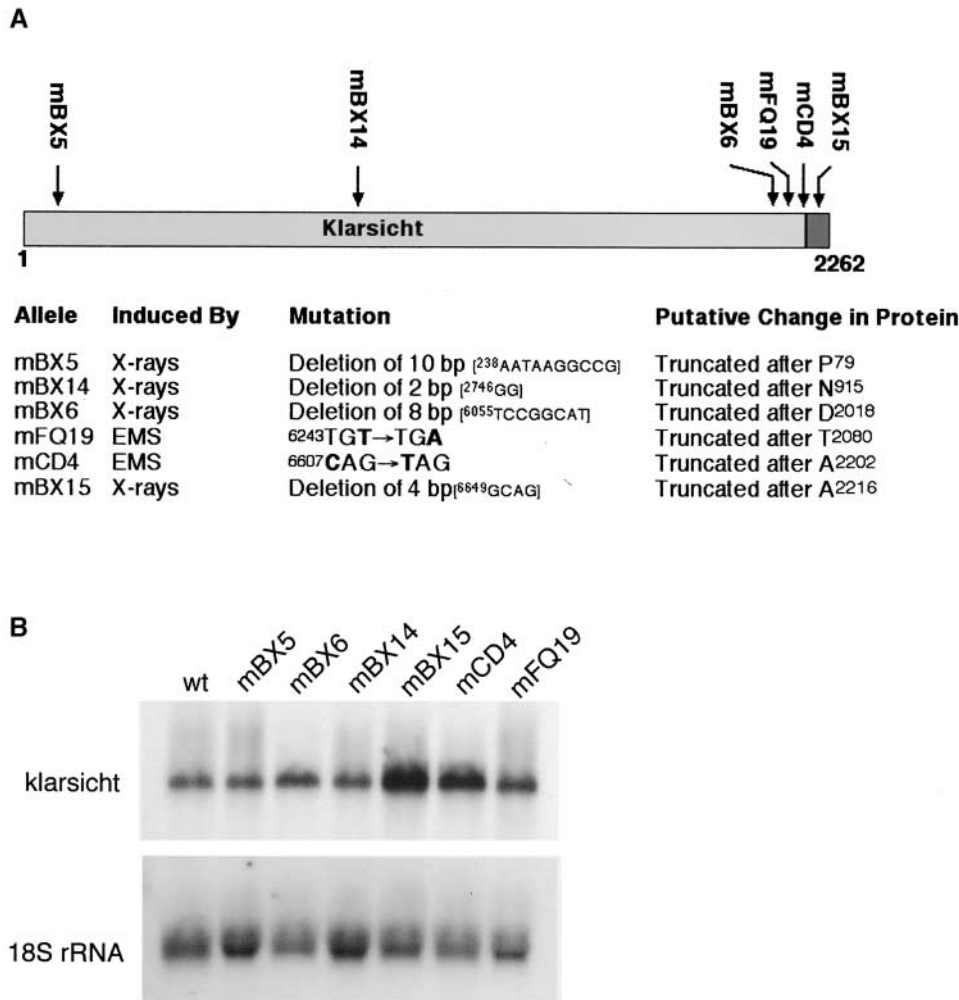 A
mBX5
mBX14
mBX6
mFQ19
mCD4
mBX15
Klarsicht
1
2262
Allele Induced By Mutation Putative Change in Protein
mBX5 X-rays Deletion of 10 bp [238AATAAGGCCG] Truncated after P79
mBX14 X-rays Deletion of 2 bp [2746GG] Truncated after N915
mBX6 X-rays Deletion of 8 bp [6055TCCGGCAT] Truncated after D2018
mFQ19 EMS 6243TGT→TGA Truncated after T2080
mCD4 EMS 6607CAG→TAG Truncated after A2202
mBX15 X-rays Deletion of 4 bp[6649GCAG] Truncated after A2216
B
wt mBX5 mBX6 mBX14 mBX15 mCD4 mFQ19
klarsicht
18S rRNA